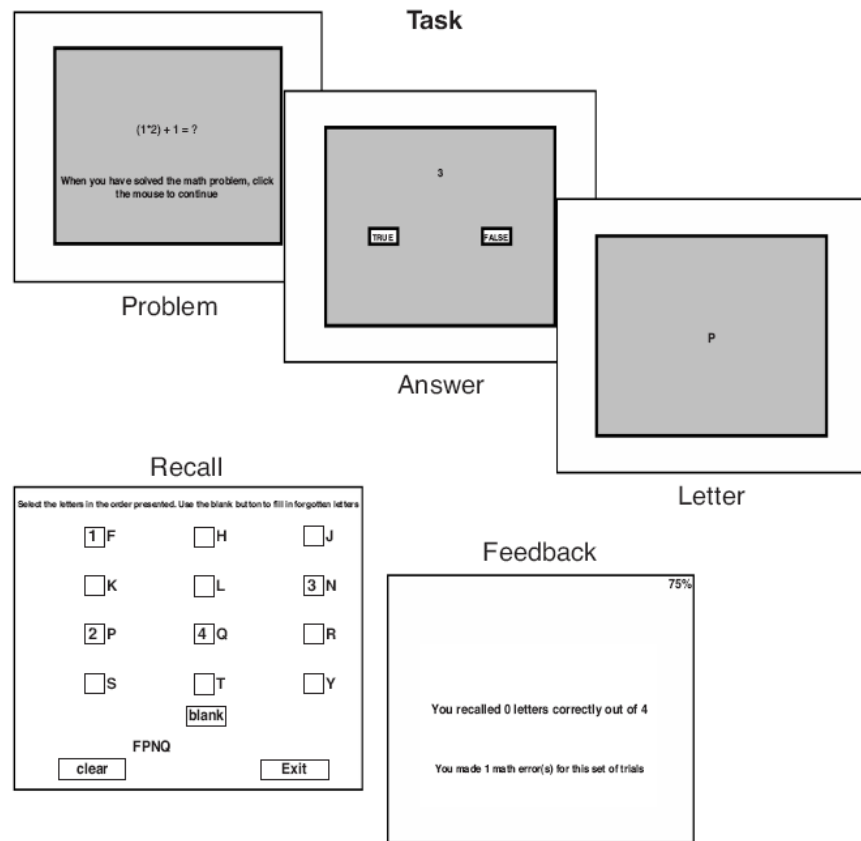 Task
(1*2) + 1 = ?
When you have solved the math problem, click
the mouse to continue
Problem
3
TRUE
FALSE
Answer
P
Letter
Recall
Select the letters in the order presented. Use the blank button to fill in forgotten letters
1 F
H
J
K
L
3 N
2 P
4 Q
R
S
T
Y
blank
FPNQ
clear
Exit
Feedback
75%
You recalled 0 letters correctly out of 4
You made 1 math error(s) for this set of trials